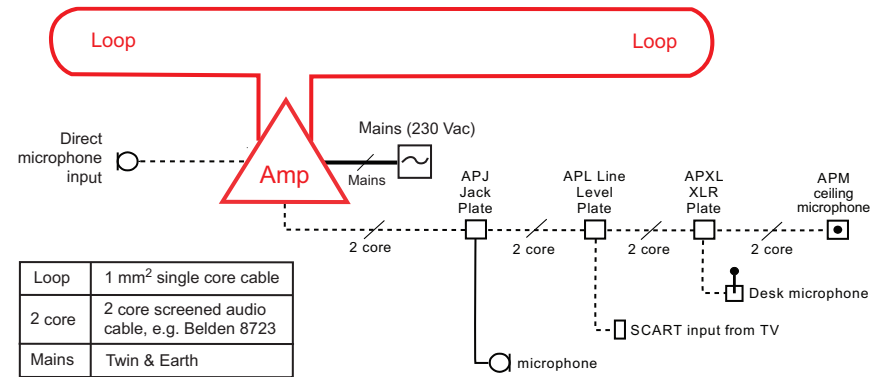 Loop
Loop
Direct
microphone
input
Amp
Mains (230 Vac)
Mains
APJ
Jack
Plate
APL Line
Level
Plate
APXL
XLR
Plate
APM
ceiling
microphone
2 core
2 core
2 core
2 core
Desk microphone
SCART input from TV
microphone
Loop 1 mm² single core cable
2 core 2 core screened audio
cable, e.g. Belden 8723
Mains Twin & Earth